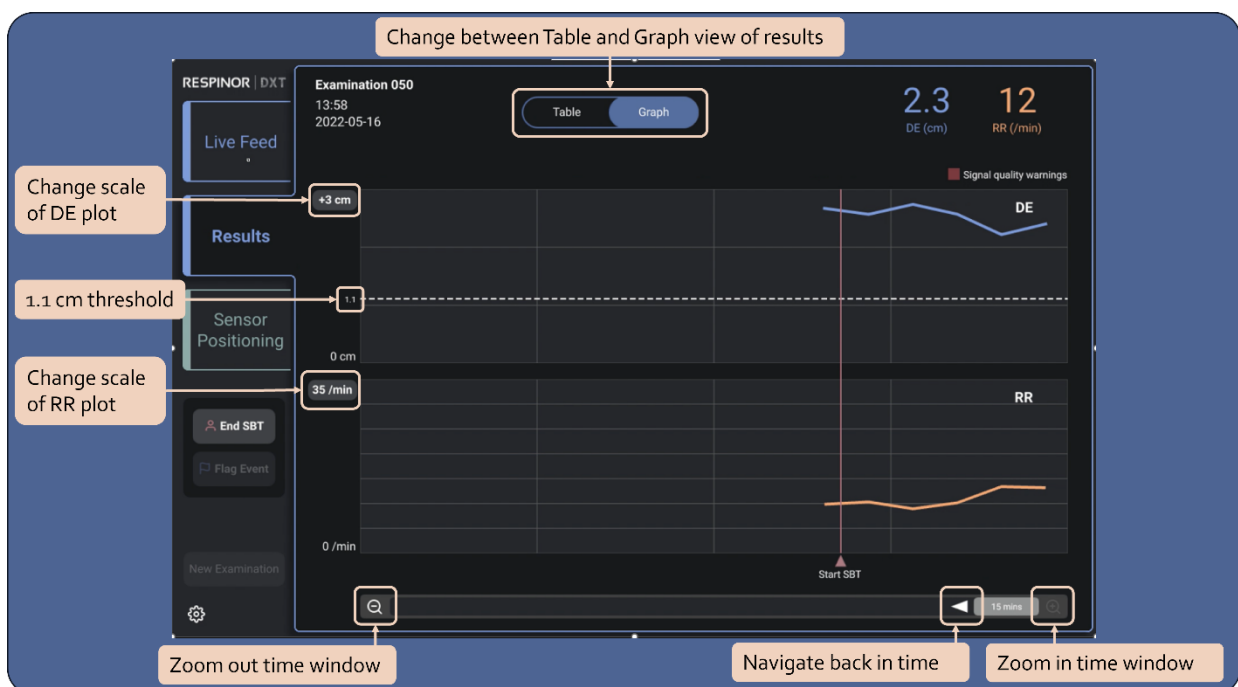 Change between Table and Graph view of results
RESPINOR | DXT
Examination 050
13:58
2022-05-16
Table
Graph
2.3
DE (cm)
12
RR (/min)
Live Feed
Signal quality warnings
Change scale
of DE plot
+3 cm
DE
Results
1.1 cm threshold
1.1
Sensor
Positioning
0 cm
Change scale
of RR plot
35 /min
RR
End SBT
Flag Event
0 /min
New Examination
Start SBT
15 mins
Zoom out time window
Navigate back in time
Zoom in time window